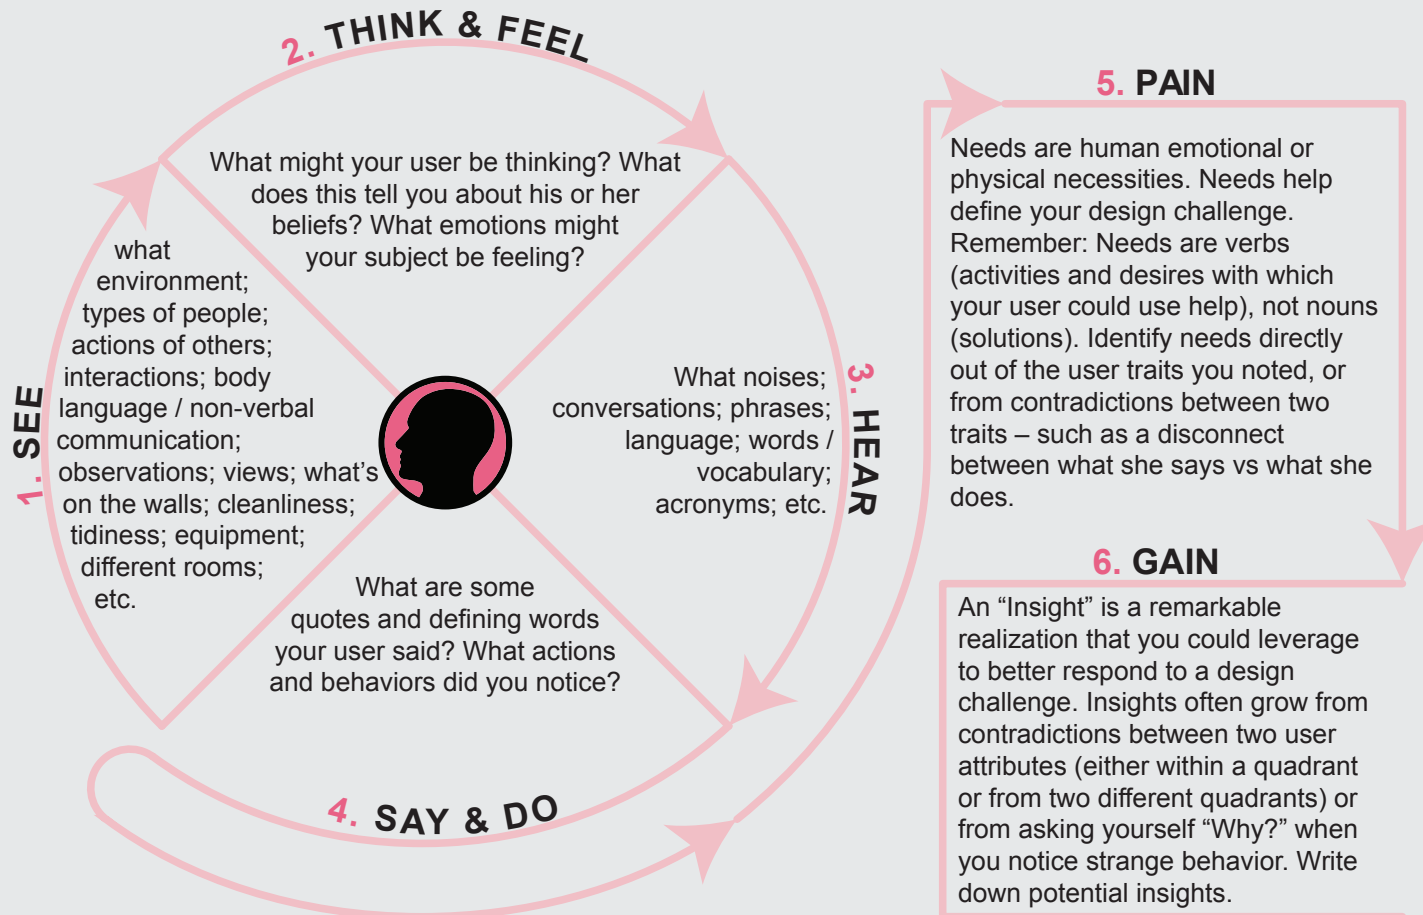 1. SEE
what
environment;
types of people;
actions of others;
interactions; body
language / non-verbal
communication;
observations; views; what’s
on the walls; cleanliness;
tidiness; equipment;
different rooms;
etc.
2. THINK & FEEL
What might your user be thinking? What
does this tell you about his or her
beliefs? What emotions might
your subject be feeling?
3. HEAR
What noises;
conversations; phrases;
language; words /
vocabulary;
acronyms; etc.
4. SAY & DO
What are some
quotes and defining words
your user said? What actions
and behaviors did you notice?
5. PAIN
Needs are human emotional or
physical necessities. Needs help
define your design challenge.
Remember: Needs are verbs
(activities and desires with which
your user could use help), not nouns
(solutions). Identify needs directly
out of the user traits you noted, or
from contradictions between two
traits – such as a disconnect
between what she says vs what she
does.
6. GAIN
An “Insight” is a remarkable
realization that you could leverage
to better respond to a design
challenge. Insights often grow from
contradictions between two user
attributes (either within a quadrant
or from two different quadrants) or
from asking yourself “Why?” when
you notice strange behavior. Write
down potential insights.